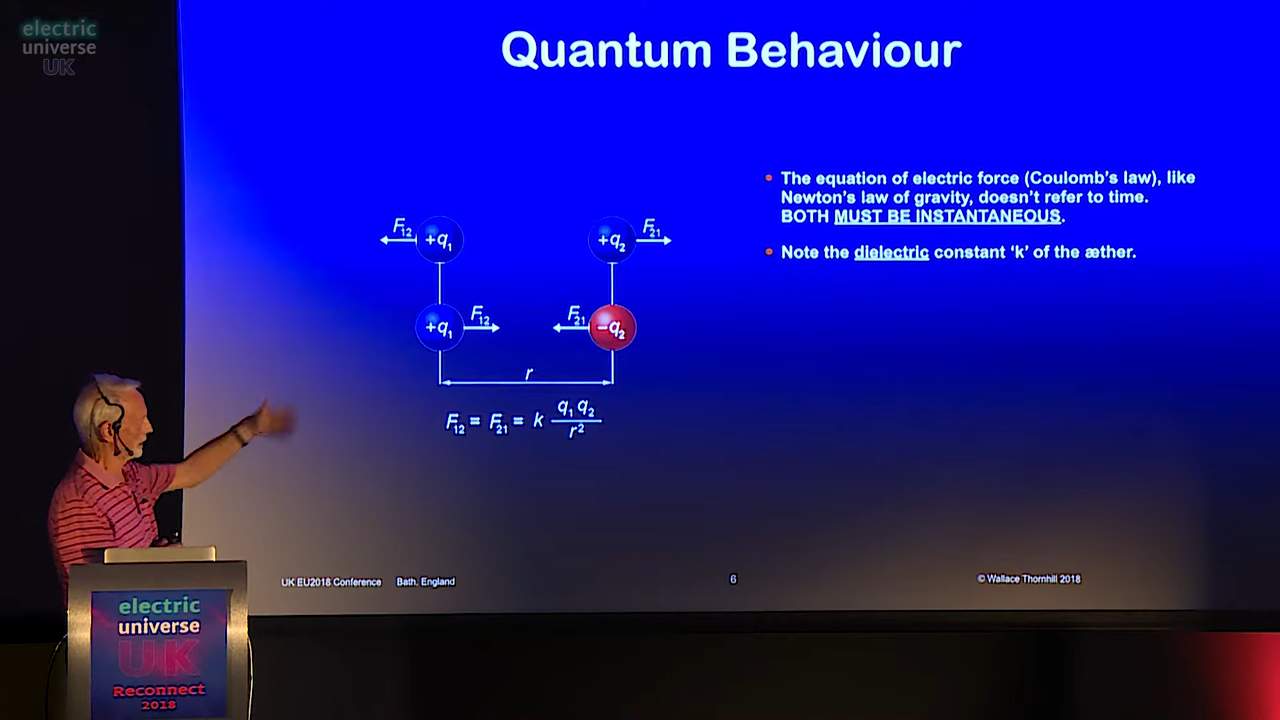 electric
universe
UK
Quantum Behaviour
• The equation of electric force (Coulomb's law), like
Newton's law of gravity, doesn't refer to time.
BOTH MUST BE INSTANTANEOUS.
• Note the dielectric constant ‘k’ of the æther.
F12 +q1 +q2 F21
+q1 F12 F21 -q2
r
F12 = F21 = k q1 q2 / r²
UK EU2018 Conference Bath, England 6 © Wallace Thornhill 2018
electric
universe
UK
Reconnect
2018